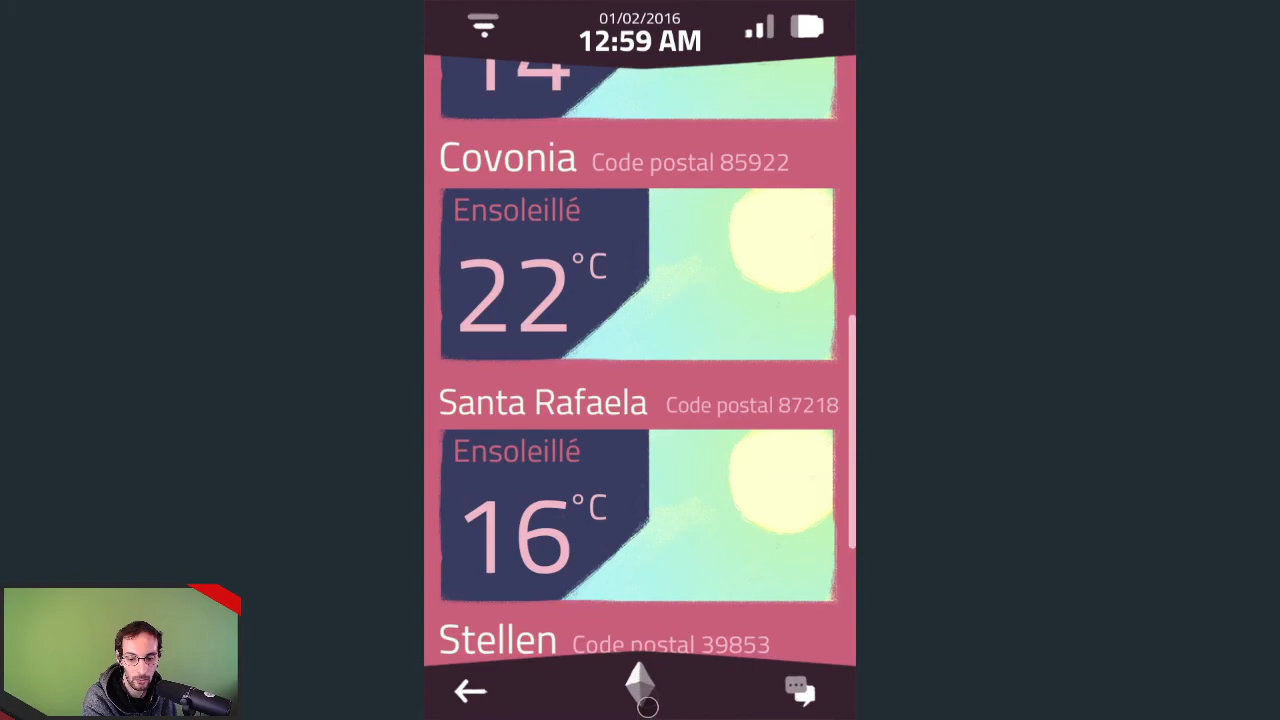 01/02/2016
12:59 AM
14
Covonia Code postal 85922
Ensoleillé
22°C
Santa Rafaela Code postal 87218
Ensoleillé
16°C
Stellen Code postal 39853